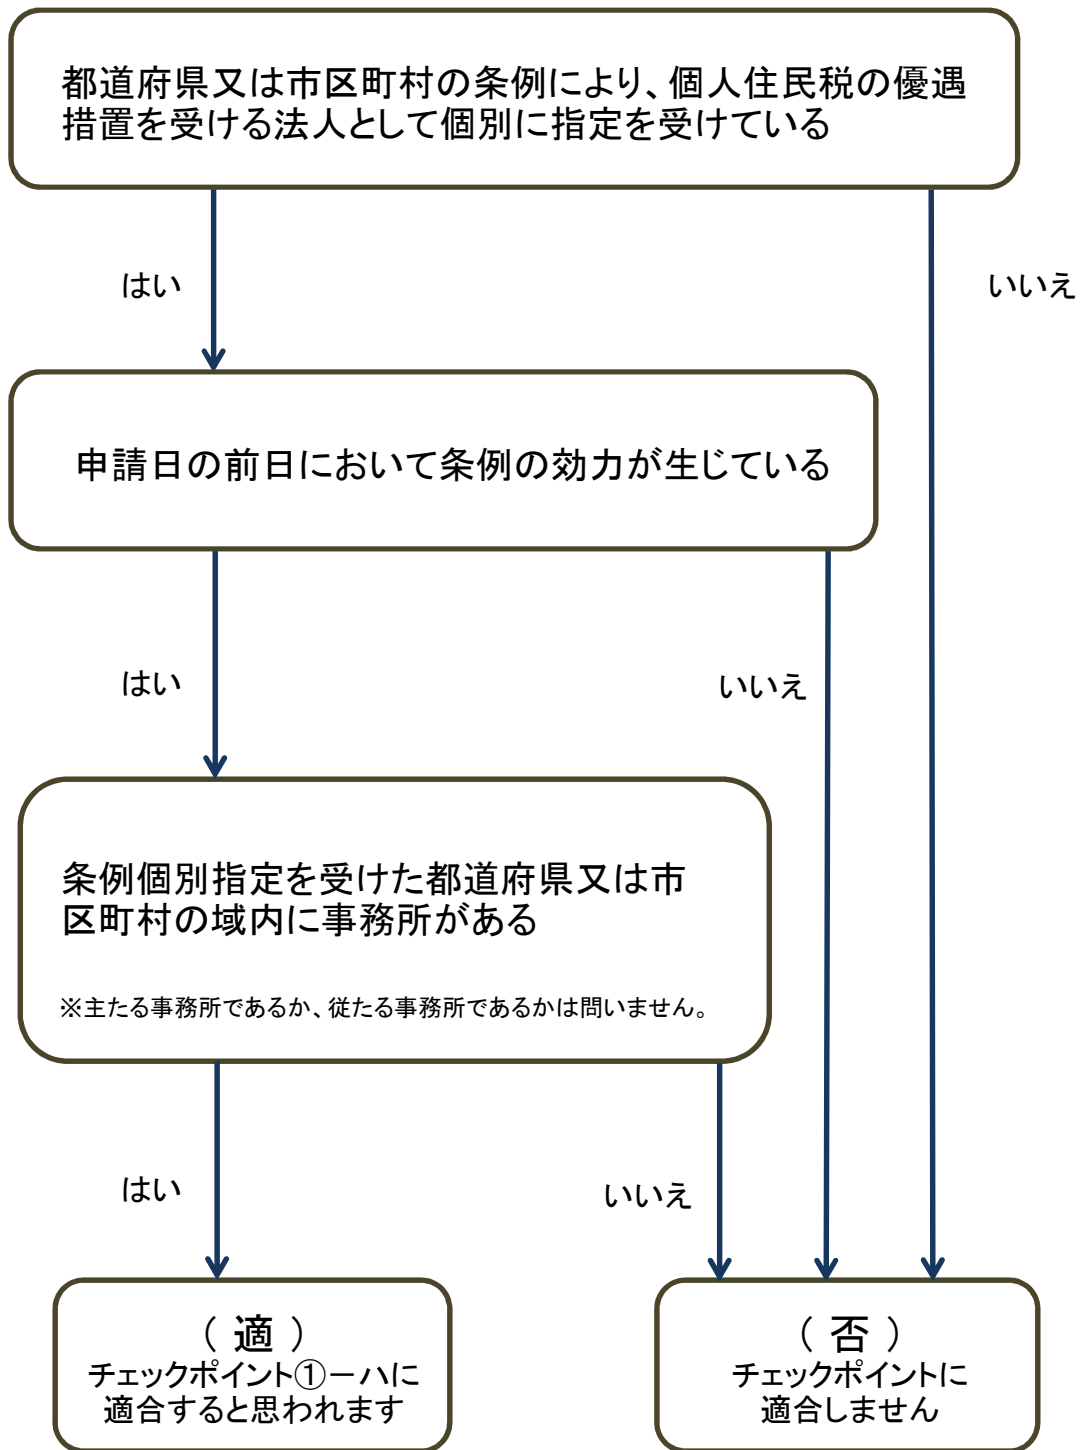 都道府県又は市区町村の条例により、個人住民税の優遇
措置を受ける法人として個別に指定を受けている
はい
いいえ
申請日の前日において条例の効力が生じている
はい
いいえ
条例個別指定を受けた都道府県又は市
区町村の域内に事務所がある
※主たる事務所であるか、従たる事務所であるかは問いません。
はい
いいえ
（ 適 ）
チェックポイント①－ハに
適合すると思われます
（ 否 ）
チェックポイントに
適合しません